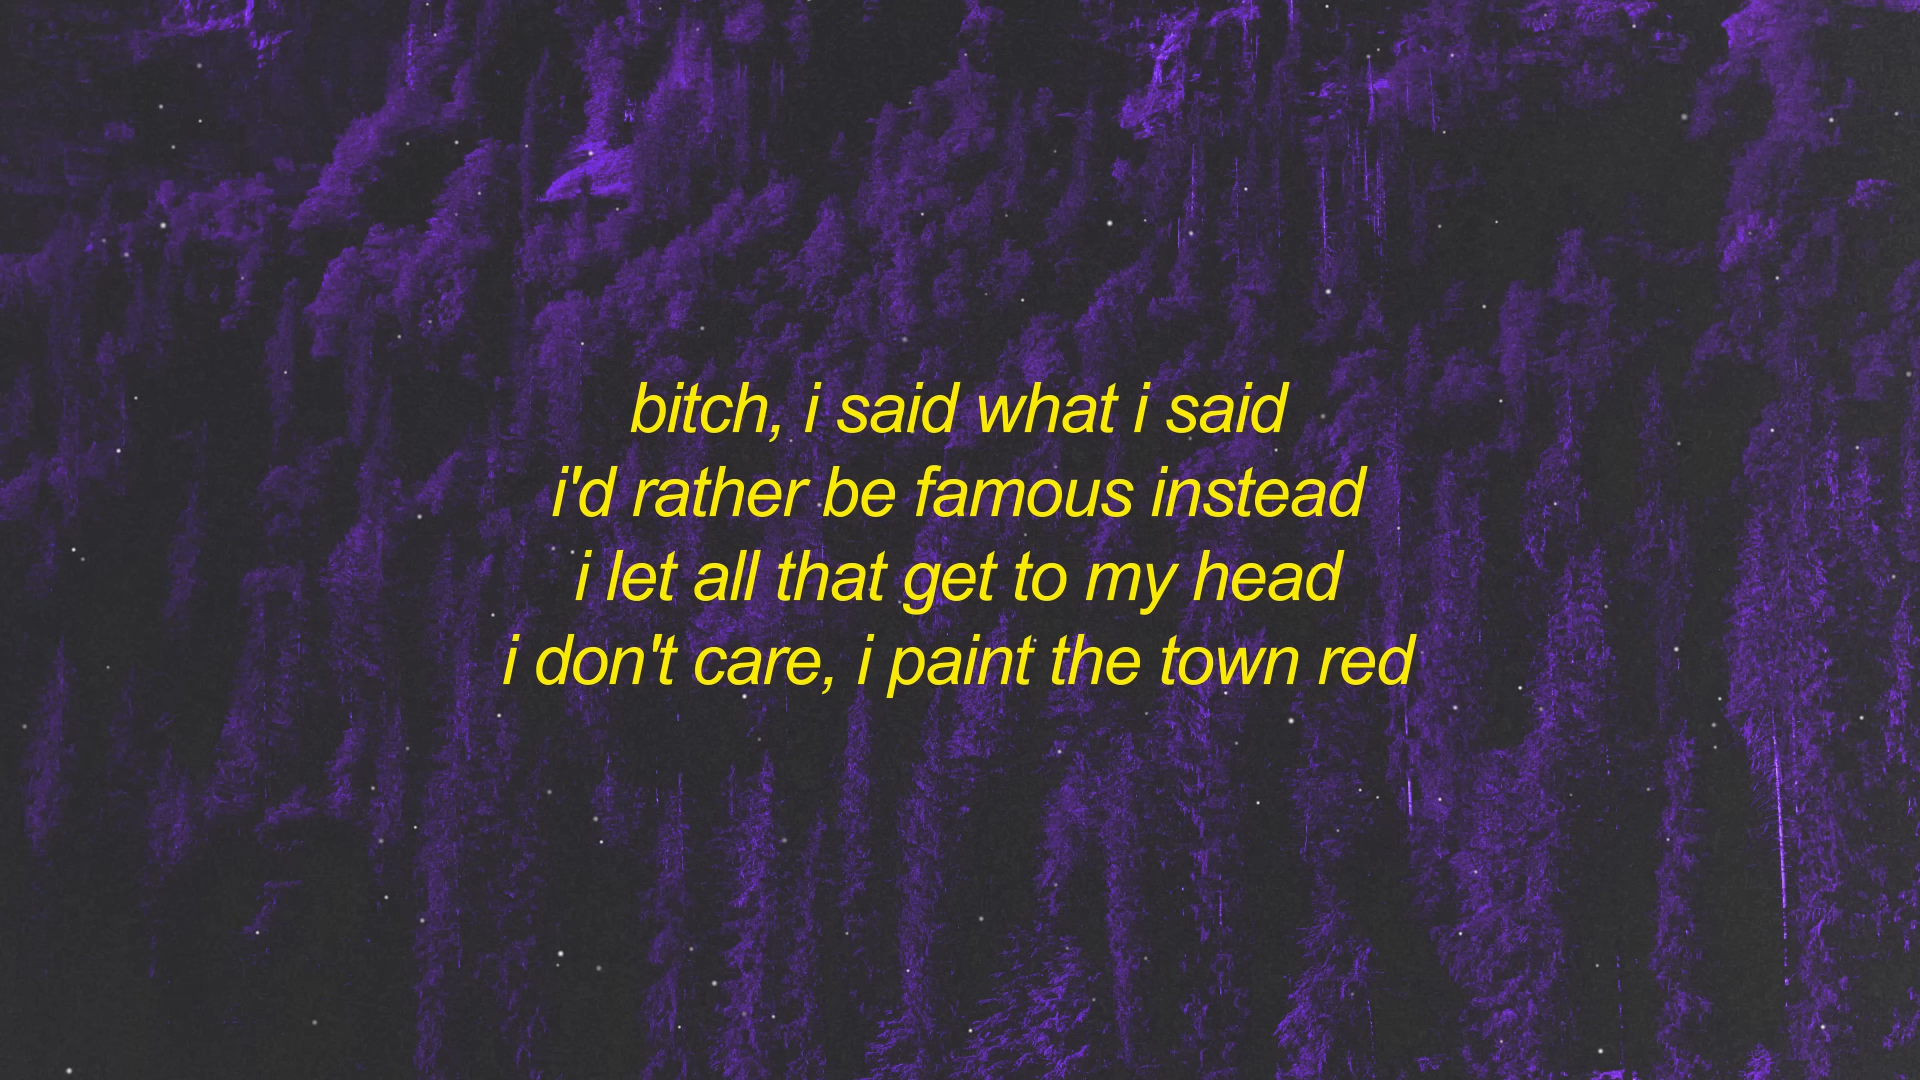 bitch, i said what i said
i'd rather be famous instead
i let all that get to my head
i don't care, i paint the town red